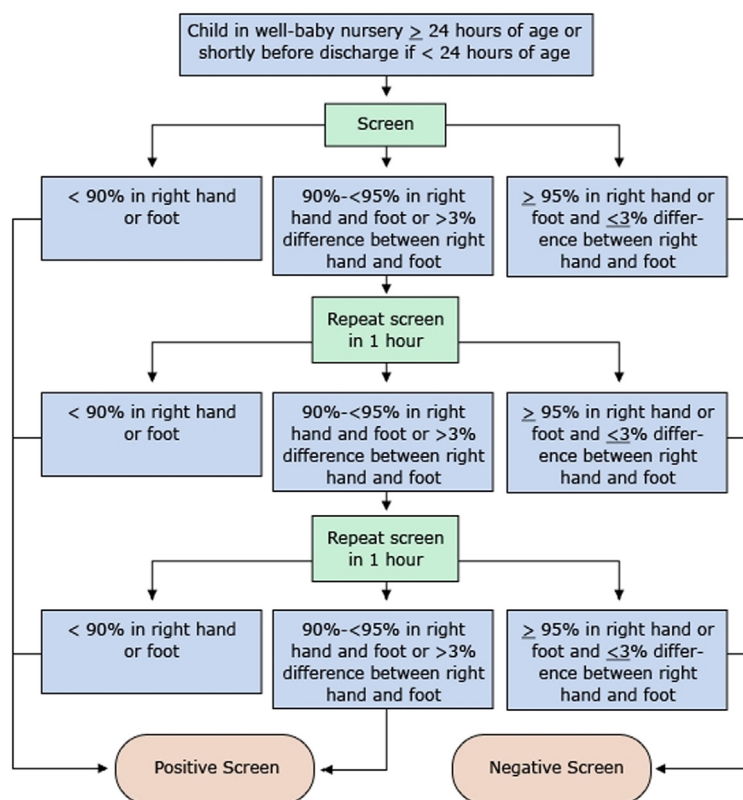 Child in well-baby nursery ≥ 24 hours of age or
shortly before discharge if < 24 hours of age
Screen
< 90% in right hand
or foot
90%-<95% in right
hand and foot or >3%
difference between right
hand and foot
≥ 95% in right hand or
foot and ≤3% differ-
ence between right
hand and foot
Repeat screen
in 1 hour
< 90% in right hand
or foot
90%-<95% in right
hand and foot or >3%
difference between right
hand and foot
≥ 95% in right hand or
foot and ≤3% differ-
ence between right
hand and foot
Repeat screen
in 1 hour
< 90% in right hand
or foot
90%-<95% in right
hand and foot or >3%
difference between right
hand and foot
≥ 95% in right hand or
foot and ≤3% differ-
ence between right
hand and foot
Positive Screen
Negative Screen